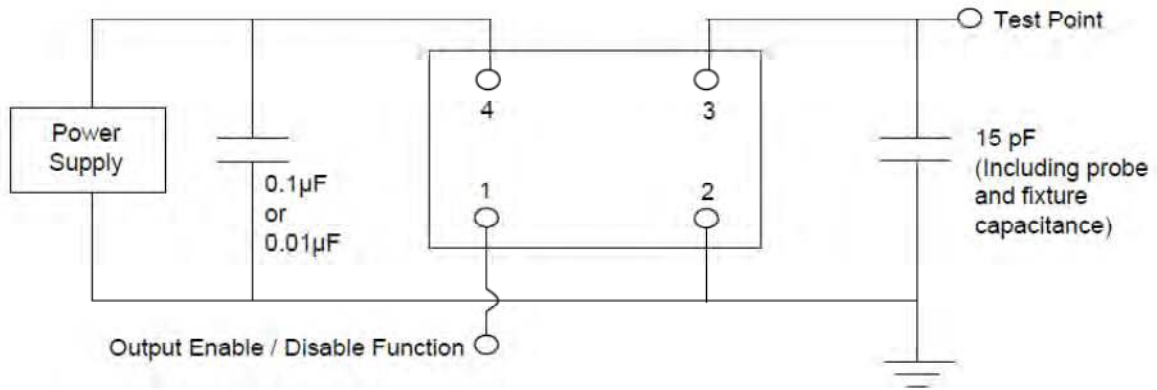 Test Point
4
3
Power
Supply
15 pF
(Including probe
and fixture
capacitance)
0.1µF
or
0.01µF
1
2
Output Enable / Disable Function